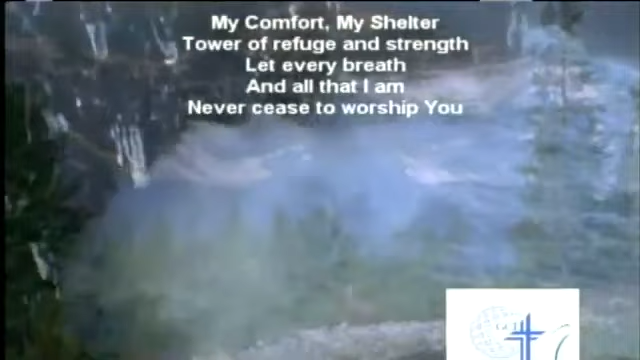 My Comfort, My Shelter
Tower of refuge and strength
Let every breath
And all that I am
Never cease to worship You